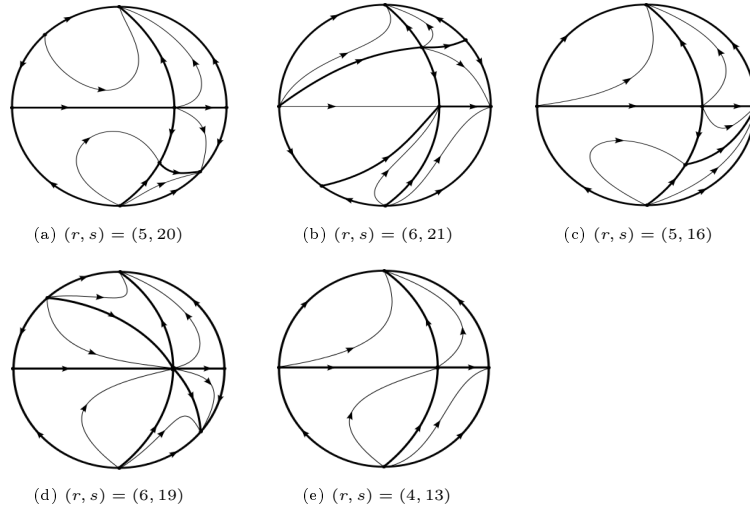 (a) (r, s) = (5, 20)
(b) (r, s) = (6, 21)
(c) (r, s) = (5, 16)
(d) (r, s) = (6, 19)
(e) (r, s) = (4, 13)